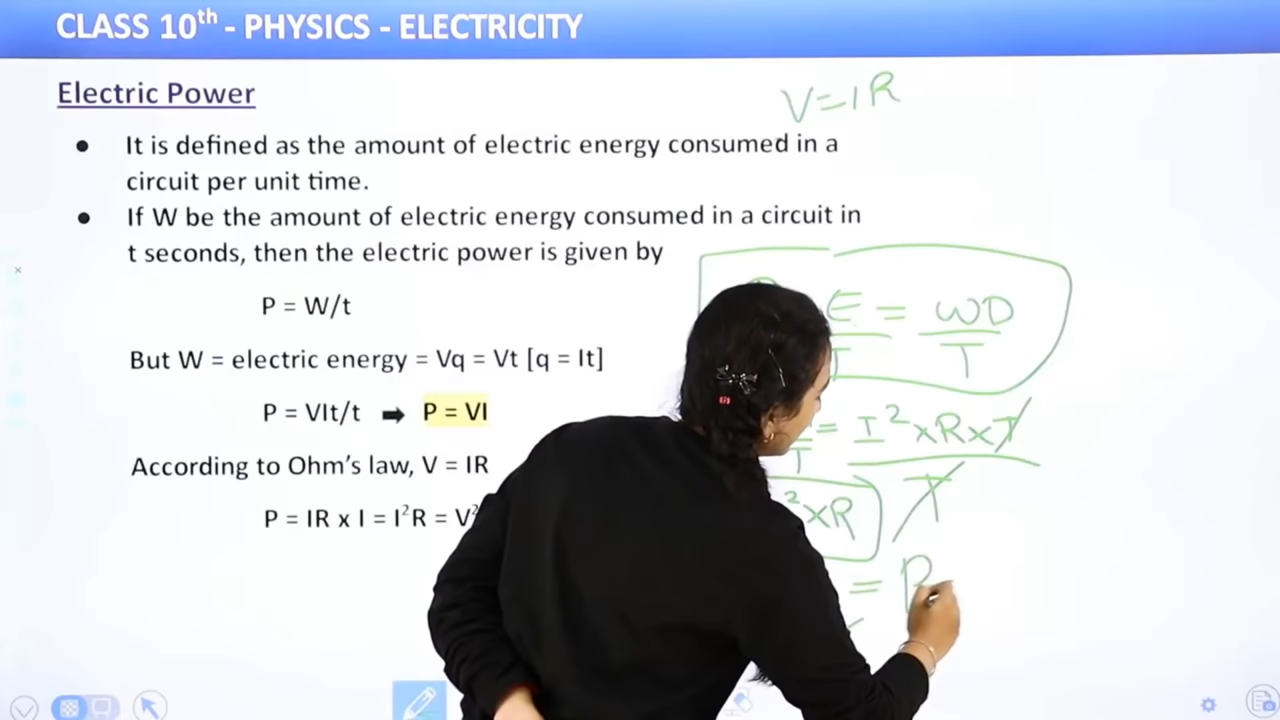 CLASS 10th - PHYSICS - ELECTRICITY
Electric Power
V=IR
● It is defined as the amount of electric energy consumed in a
circuit per unit time.
● If W be the amount of electric energy consumed in a circuit in
t seconds, then the electric power is given by
P = W/t
E = WD
T T
But W = electric energy = Vq = Vt [q = It]
P = VIt/t ➡ P = VI
= I²xRxT
T T
According to Ohm's law, V = IR
P = IR x I = I²R = V²
²xR
= P